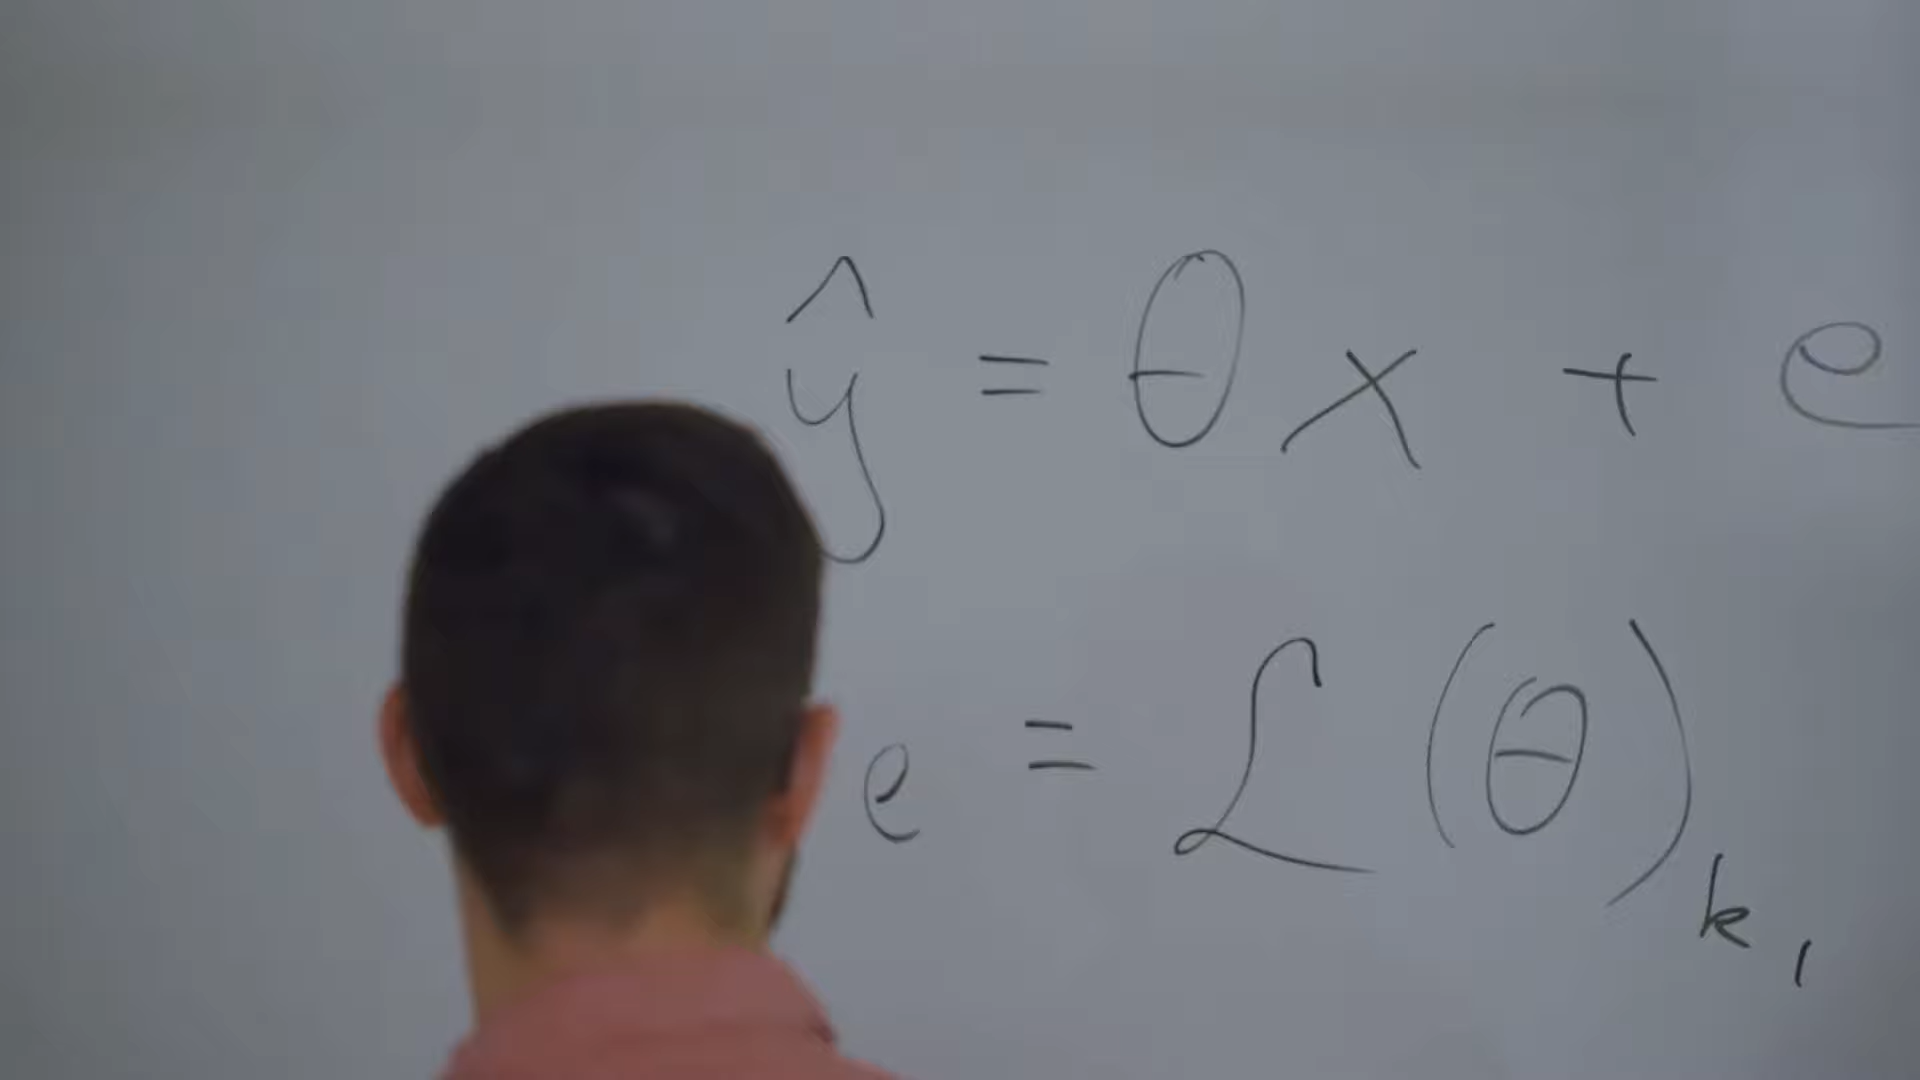 ŷ = θx + e
e = ℒ(θ)k,